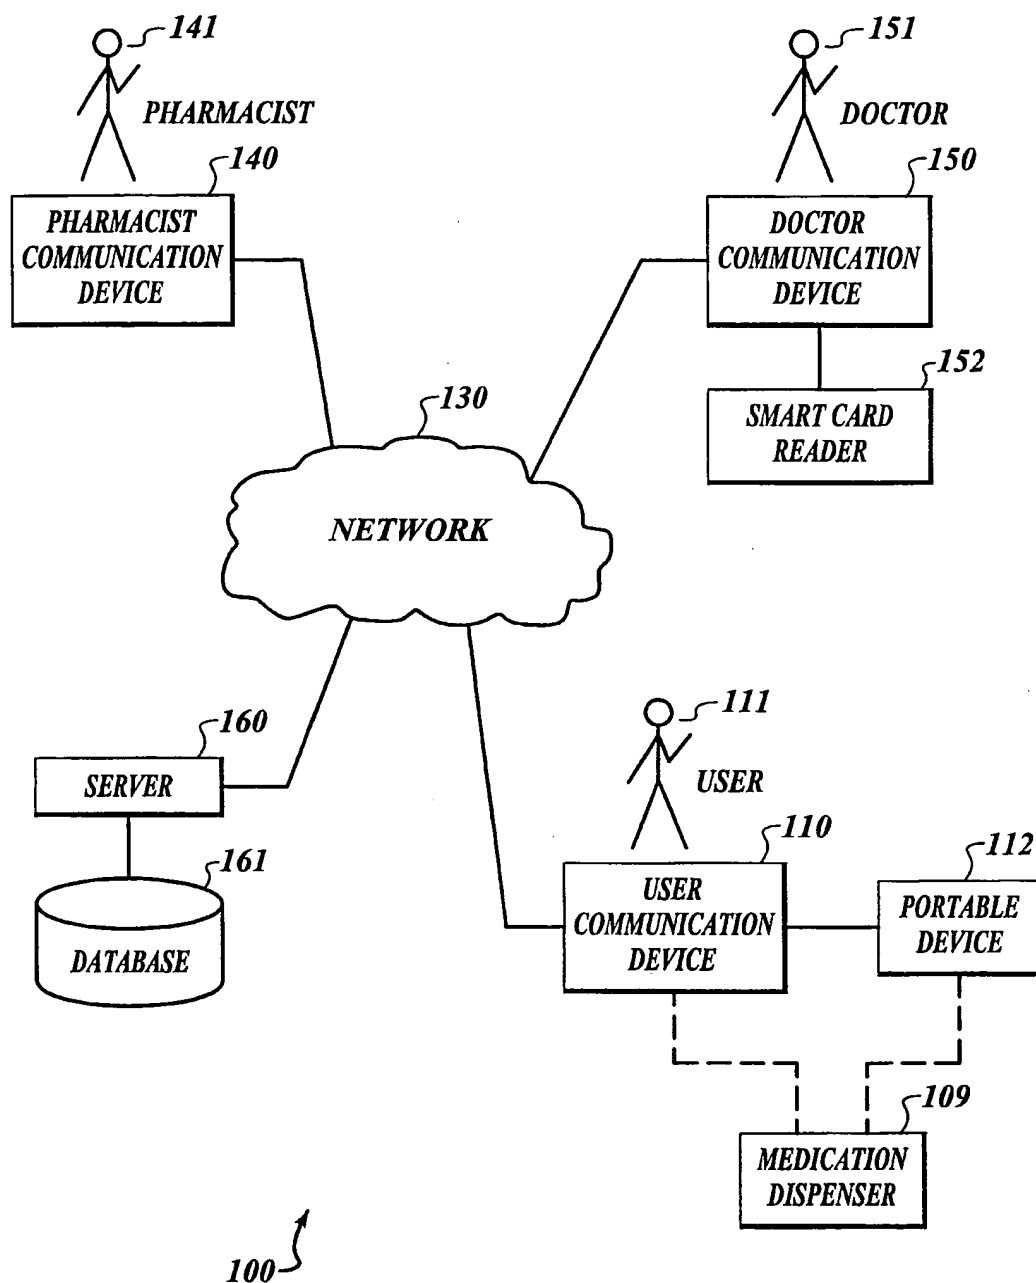 141
PHARMACIST
140
PHARMACIST
COMMUNICATION
DEVICE
151
DOCTOR
150
DOCTOR
COMMUNICATION
DEVICE
152
SMART CARD
READER
130
NETWORK
160
SERVER
161
DATABASE
111
USER
110
USER
COMMUNICATION
DEVICE
112
PORTABLE
DEVICE
109
MEDICATION
DISPENSER
100